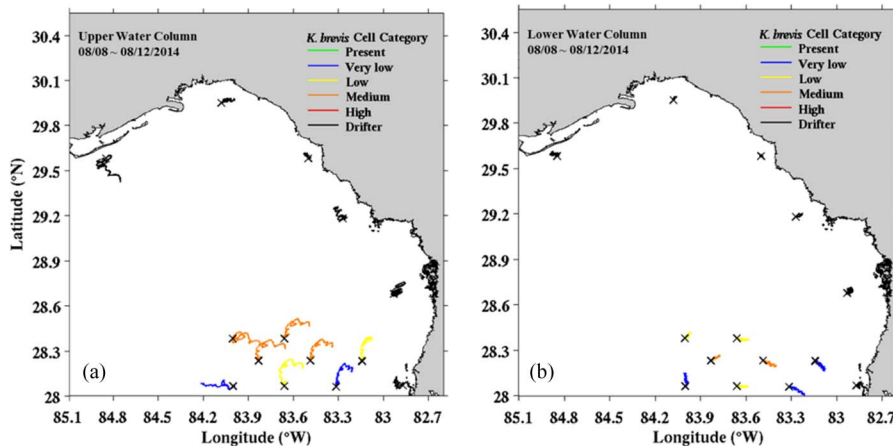 Upper Water Column
08/08 ~ 08/12/2014
K. brevis Cell Category
Present
Very low
Low
Medium
High
Drifter
30.4
30.1
29.8
29.5
29.2
28.9
28.6
28.3
28
Latitude (°N)
(a)
85.1 84.8 84.5 84.2 83.9 83.6 83.3 83 82.7
Longitude (°W)
Lower Water Column
08/08 ~ 08/12/2014
K. brevis Cell Category
Present
Very low
Low
Medium
High
Drifter
30.4
30.1
29.8
29.5
29.2
28.9
28.6
28.3
28
(b)
85.1 84.8 84.5 84.2 83.9 83.6 83.3 83 82.7
Longitude (°W)